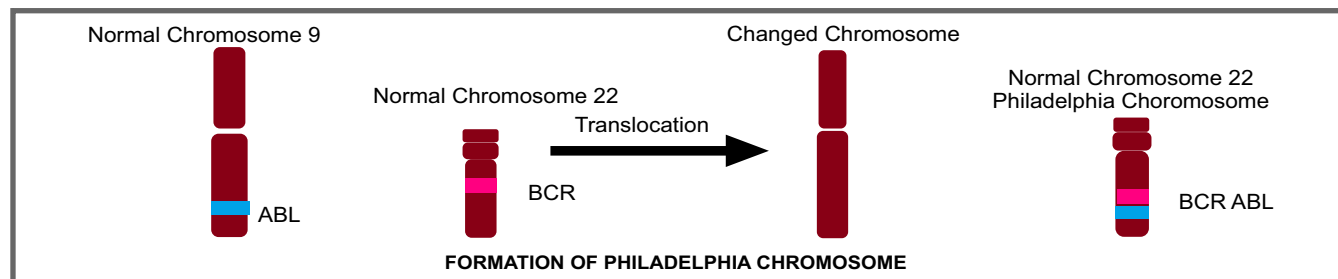 Normal Chromosome 9
ABL
Normal Chromosome 22
BCR
Translocation
Changed Chromosome
Normal Chromosome 22
Philadelphia Choromosome
BCR ABL
FORMATION OF PHILADELPHIA CHROMOSOME